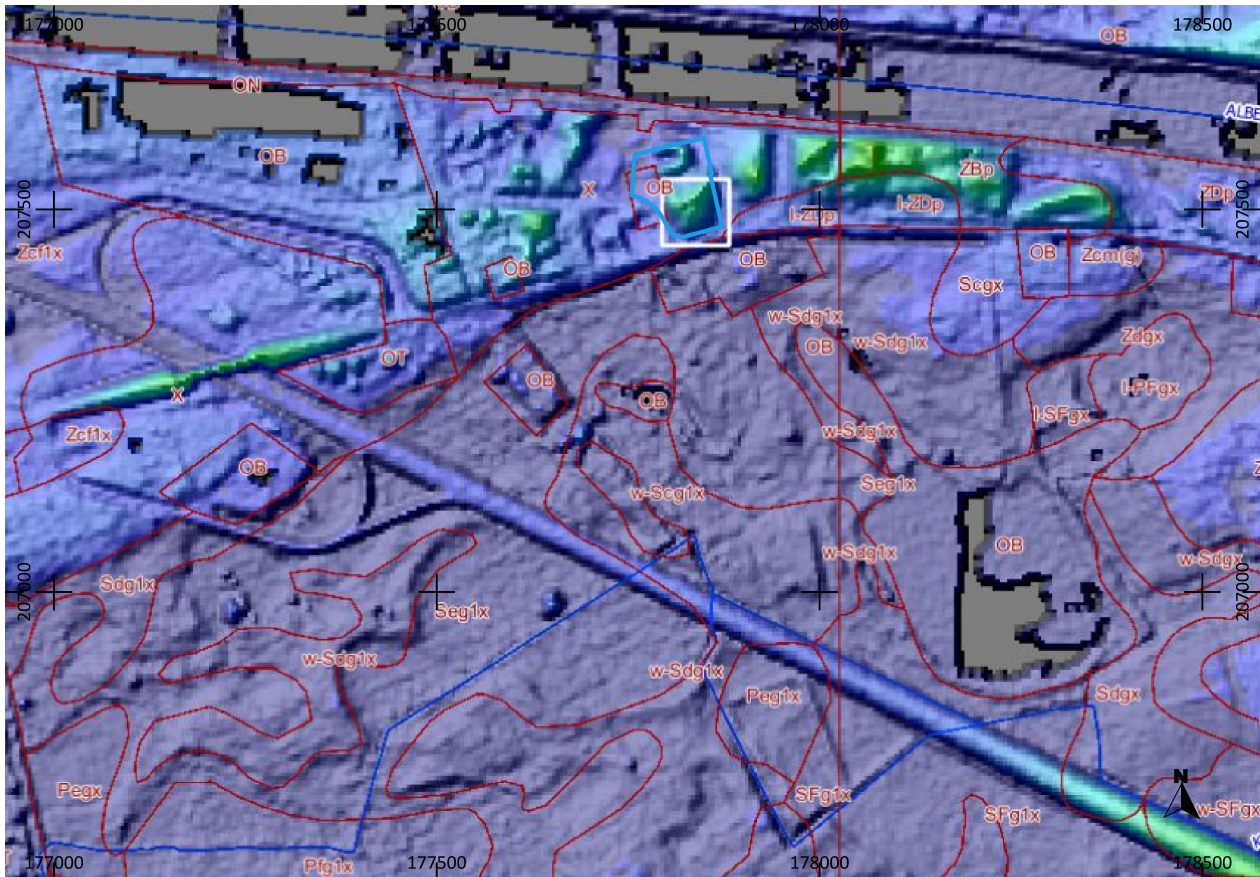 177000
178000
178500
OB
ON
ALBE
OB
ZBp
X
OB
ZDp
207500
207500
l-ZDp
l-ZDp
Zcf1x
OB
OB
Zcm(g)
OB
Scgx
w-Sdg1x
Zdgx
OB
w-Sdg1x
OT
OB
l-PFgx
X
OB
l-SFgx
Zcf1x
w-Sdg1x
OB
Seg1x
w-Scg1x
OB
w-Sdg1x
w-Sdgx
Sdg1x
207000
207000
Seg1x
w-Sdg1x
w-Sdg1x
Peg1x
Sdgx
N
Pegx
SFg1x
SFg1x
w-SFgx
177000
Pfg1x
177500
178000
178500